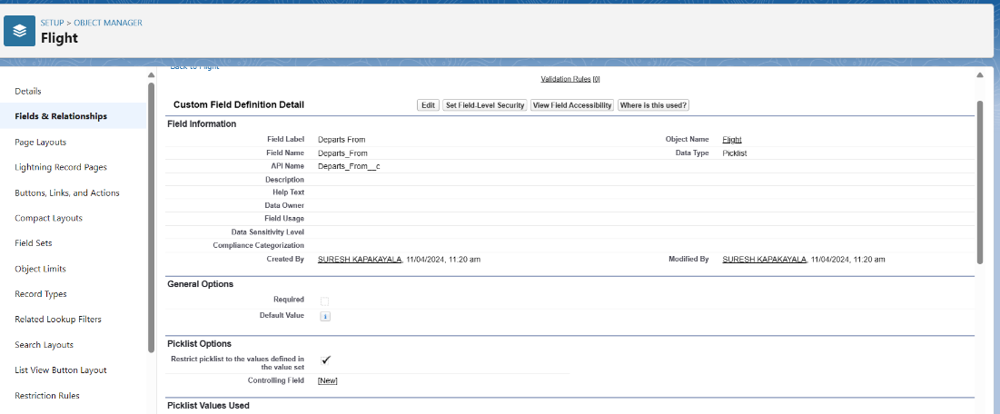 SETUP > OBJECT MANAGER
Flight
Back to Flight
Validation Rules [0]
Details
Fields & Relationships
Page Layouts
Lightning Record Pages
Buttons, Links, and Actions
Compact Layouts
Field Sets
Object Limits
Record Types
Related Lookup Filters
Search Layouts
List View Button Layout
Restriction Rules
Custom Field Definition Detail
Edit Set Field-Level Security View Field Accessibility Where is this used?
Field Information
Field Label Departs From Object Name Flight
Field Name Departs_From Data Type Picklist
API Name Departs_From__c
Description
Help Text
Data Owner
Field Usage
Data Sensitivity Level
Compliance Categorization
Created By SURESH KAPAKAYALA, 11/04/2024, 11:20 am Modified By SURESH KAPAKAYALA, 11/04/2024, 11:20 am
General Options
Required
Default Value
Picklist Options
Restrict picklist to the values defined in
the value set
Controlling Field [New]
Picklist Values Used